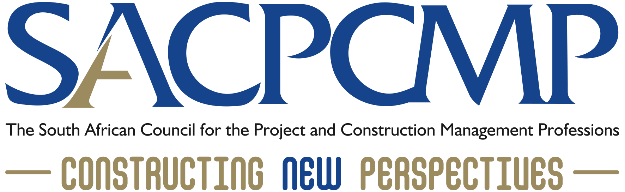 SACPCMP
The South African Council for the Project and Construction Management Professions
CONSTRUCTING NEW PERSPECTIVES